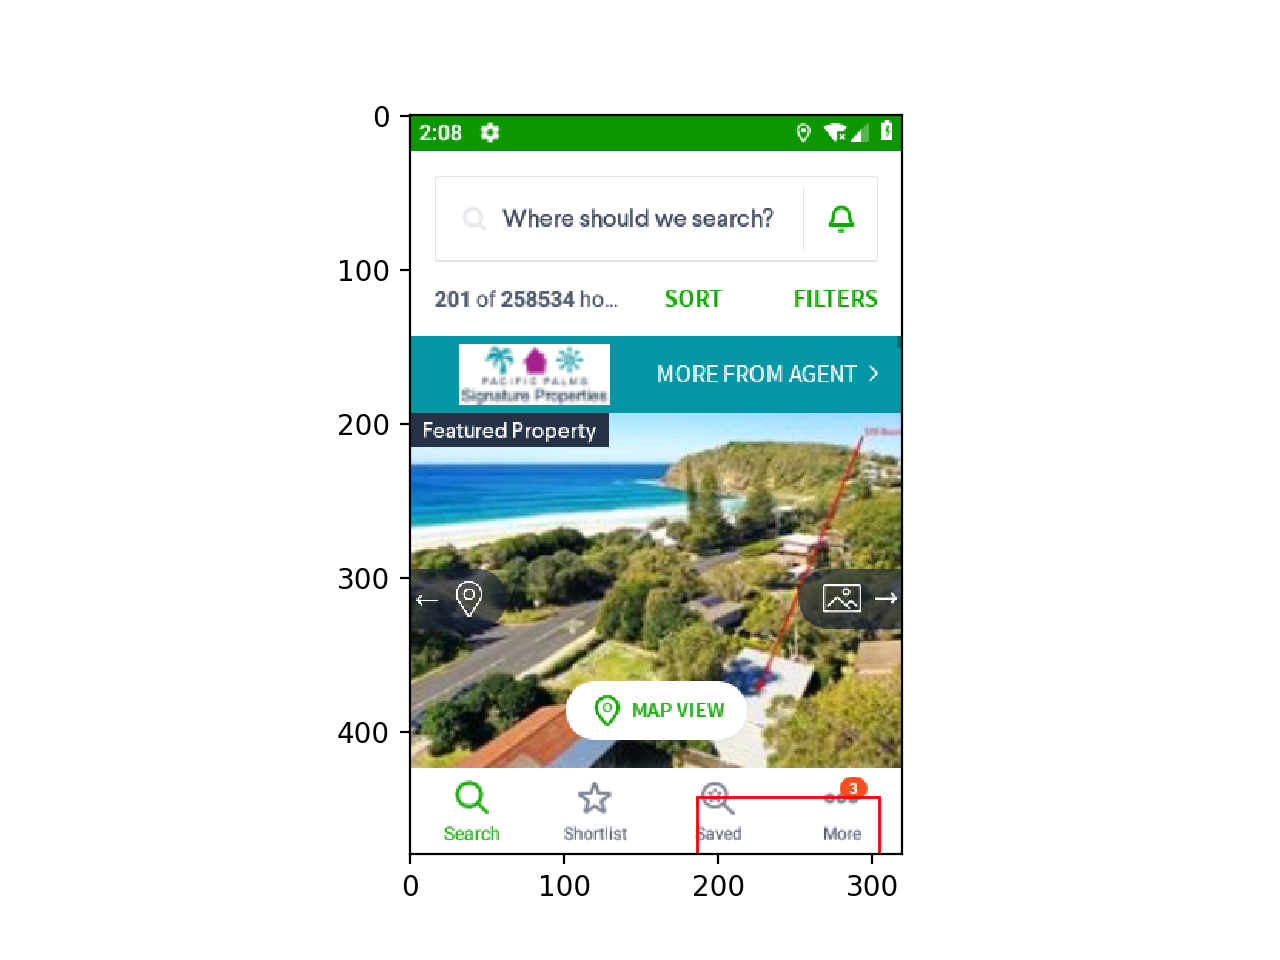 0
100
200
300
400
0
100
200
300
2:08
Where should we search?
201 of 258534 ho...
SORT
FILTERS
PACIFIC PALMS
Signature Properties
MORE FROM AGENT
Featured Property
MAP VIEW
3
Search
Shortlist
Saved
More